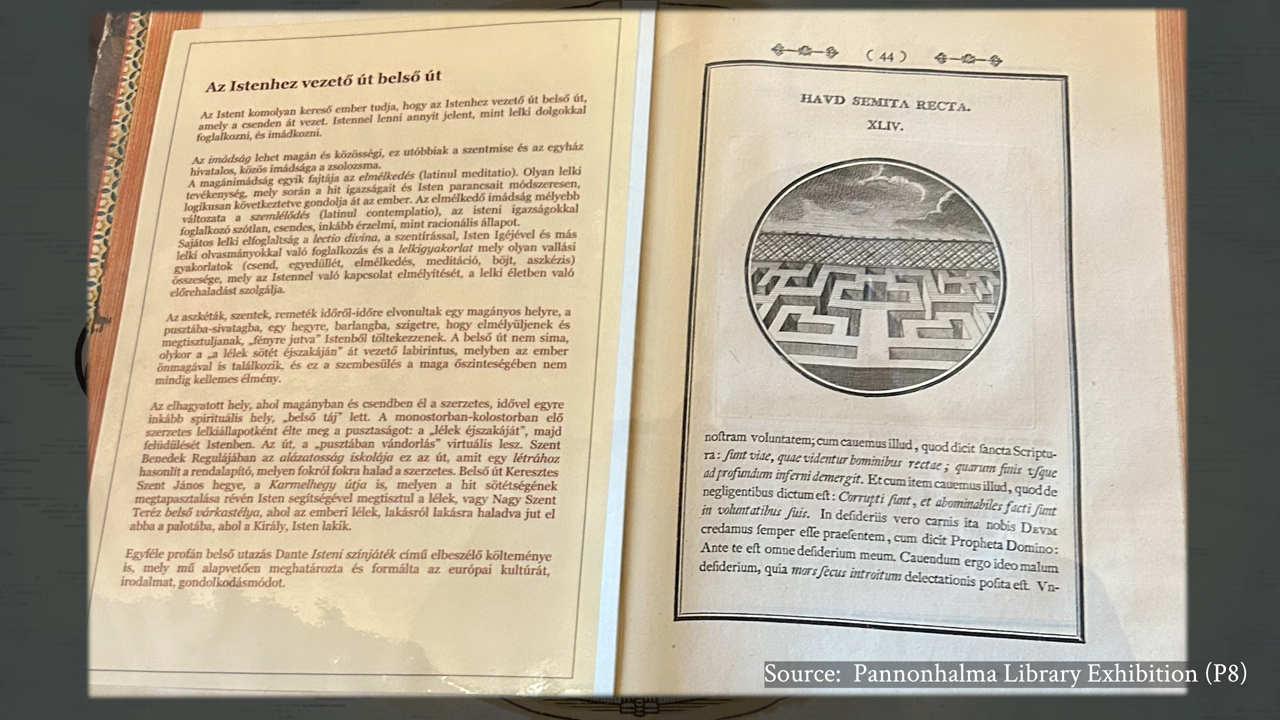 Az Istenhez vezető út belső út
Az Istent komolyan kereső ember tudja, hogy az Istenhez vezető út belső út,
amely a csenden át vezet. Istennel lenni annyit jelent, mint lelki dolgokkal
foglalkozni, és imádkozni.
Az imádság lehet magán és közösségi, ez utóbbiak a szentmise és az egyház
hivatalos, közös imádsága a zsolozsma.
A magánimádság egyik fajtája az elmélkedés (latinul meditatio). Olyan lelki
tevékenység, mely során a hit igazságait és Isten parancsait módszeresen,
logikusan következtetve gondolja át az ember. Az elmélkedő imádság mélyebb
változata a szemlélődés (latinul contemplatio), az isteni igazságokkal
foglalkozó szótlan, csendes, inkább érzelmi, mint racionális állapot.
Sajátos lelki elfoglaltság a lectio divina, a szentírással, Isten Igéjével és más
lelki olvasmányokkal való foglalkozás és a lelkigyakorlat mely olyan vallási
gyakorlatok (csend, egyedüllét, elmélkedés, meditáció, böjt, aszkézis)
összesége, mely az Istennel való kapcsolat elmélyítését, a lelki életben való
előrehaladást szolgálja.
Az aszkéták, szentek, remeték időről-időre elvonultak egy magányos helyre, a
pusztába-sivatagba, egy hegyre, barlangba, szigetre, hogy elmélyüljenek és
megtisztuljanak, „fényre jutva” Istenből töltekezzenek. A belső út nem sima,
olykor a „a lélek sötét éjszakáján” át vezető labirintus, melyben az ember
önmagával is találkozik, és ez a szembesülés a maga őszinteségében nem
mindig kellemes élmény.
Az elhagyatott hely, ahol magányban és csendben él a szerzetes, idővel egyre
inkább spirituális hely, „belső táj” lett. A monostorban-kolostorban elő
szerzetes lelkiállapotként élte meg a pusztaságot: a „lélek éjszakáját”, majd
felüdülését Istenben. Az út, a „pusztában vándorlás” virtuális lesz. Szent
Benedek Regulájában az alázatosság iskolája ez az út, amit egy létrához
hasonlít a rendalapító, melyen fokról fokra halad a szerzetes. Belső út Keresztes
Szent János hegye, a Karmelhegy útja is, melyen a hit sötétségének
megtapasztalása révén Isten segítségével megtisztul a lélek, vagy Nagy Szent
Teréz belső várkastélya, ahol az emberi lélek, lakásról lakásra haladva jut el
abba a palotába, ahol a Király, Isten lakik.
Egyféle profán belső utazás Dante Isteni színjáték című elbeszélő költeménye
is, mely mű alapvetően meghatározta és formálta az európai kultúrát,
irodalmat, gondolkodásmódot.
( 44 )
HAVD SEMITA RECTA.
XLIV.
noſtram voluntatem; cum cauemus illud, quod dicit ſancta Scriptu-
ra: ſunt viae, quae videntur hominibus rectae; quarum finis vſque
ad profundum inferni demergit. Et cum item cauemus illud, quod de
negligentibus dictum eſt: Corrupti ſunt, et abominabiles facti ſunt
in voluntatibus ſuis. In deſideriis vero carnis ita nobis DEVM
credamus ſemper eſſe praeſentem, cum dicit Propheta Domino:
Ante te eſt omne deſiderium meum. Cauendum ergo ideo malum
deſiderium, quia mors ſecus introitum delectationis poſita eſt. Vn-
Source: Pannonhalma Library Exhibition (P8)